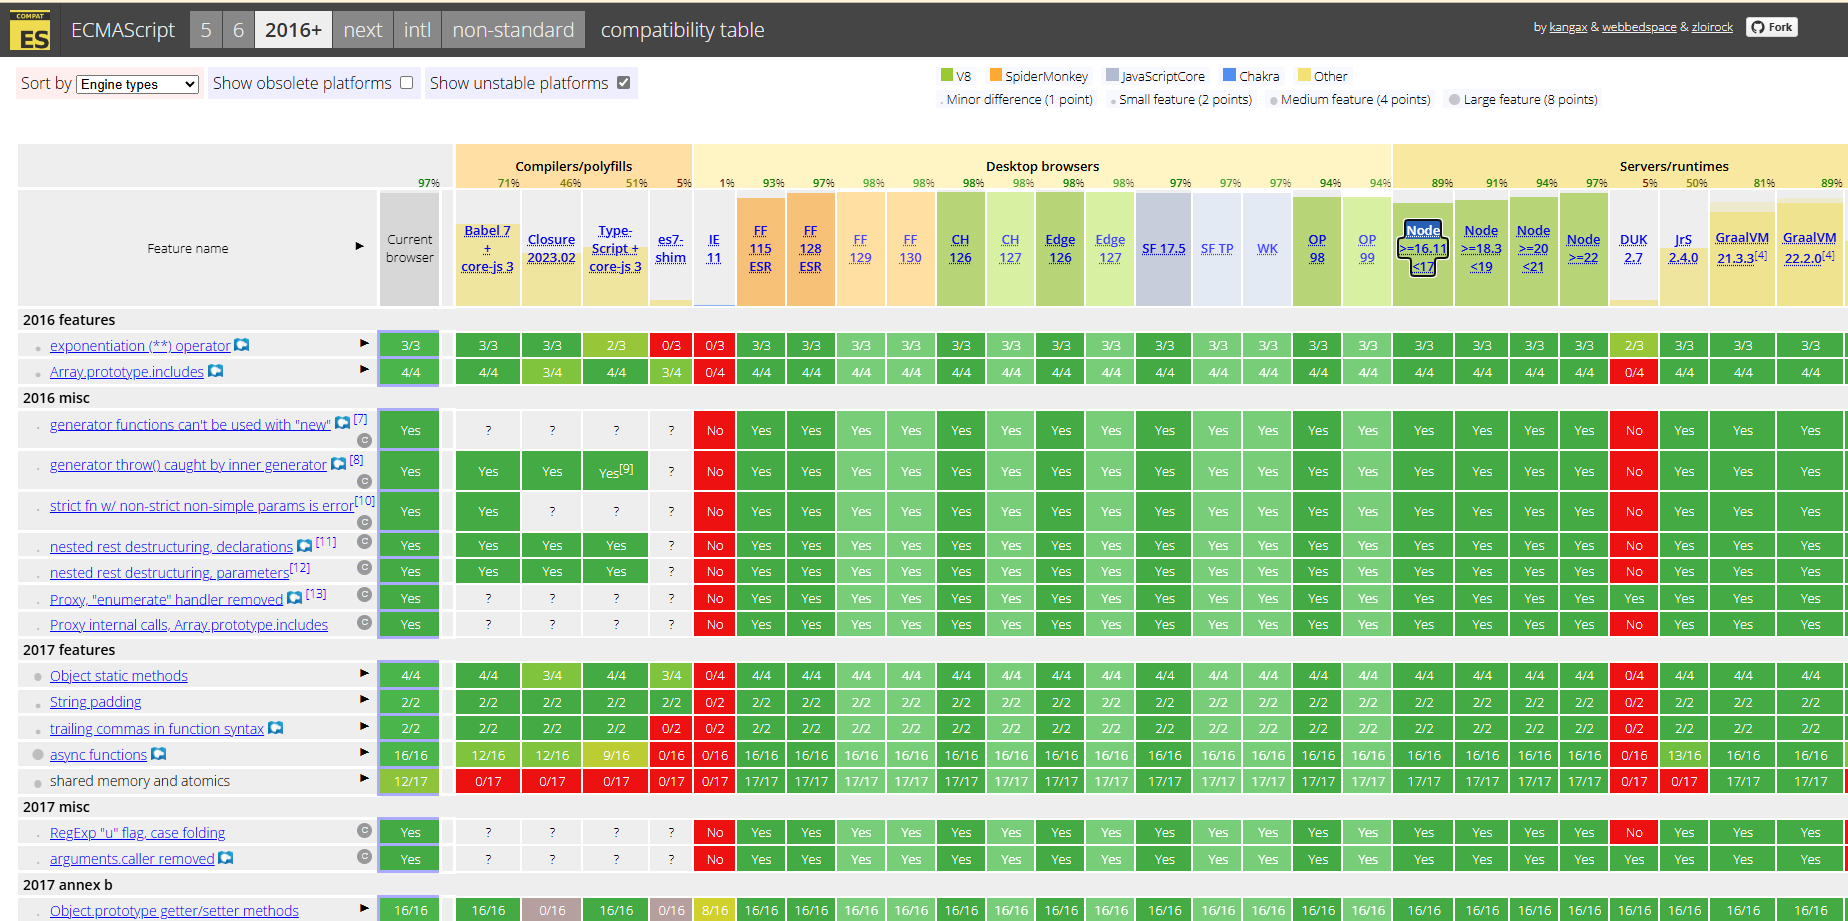 COMPAT
ES
ECMAScript 5 6 2016+ next intl non-standard compatibility table
by kangax & webbedspace & zloirock Fork
Sort by Engine types Show obsolete platforms Show unstable platforms
V8 SpiderMonkey JavaScriptCore Chakra Other
Minor difference (1 point) Small feature (2 points) Medium feature (4 points) Large feature (8 points)
Compilers/polyfills Desktop browsers Servers/runtimes
97% 71% 46% 51% 5% 1% 93% 97% 98% 98% 98% 98% 98% 98% 97% 97% 97% 94% 94% 89% 91% 94% 97% 5% 50% 81% 89%
Feature name
Current browser
Babel 7 + core-js 3
Closure 2023.02
Type-Script + core-js 3
es7-shim
IE 11
FF 115 ESR
FF 128 ESR
FF 129
FF 130
CH 126
CH 127
Edge 126
Edge 127
SF 17.5
SF TP
WK
OP 98
OP 99
Node >=16.11 <17
Node >=18.3 <19
Node >=20 <21
Node >=22
DUK 2.7
JrS 2.4.0
GraalVM 21.3.3[4]
GraalVM 22.2.0[4]
2016 features
exponentiation (**) operator 3/3 3/3 3/3 2/3 0/3 0/3 3/3 3/3 3/3 3/3 3/3 3/3 3/3 3/3 3/3 3/3 3/3 3/3 3/3 3/3 3/3 3/3 3/3 2/3 3/3 3/3 3/3
Array.prototype.includes 4/4 4/4 3/4 4/4 3/4 0/4 4/4 4/4 4/4 4/4 4/4 4/4 4/4 4/4 4/4 4/4 4/4 4/4 4/4 4/4 4/4 4/4 4/4 0/4 4/4 4/4 4/4
2016 misc
generator functions can't be used with "new" [7] c Yes ? ? ? ? No Yes Yes Yes Yes Yes Yes Yes Yes Yes Yes Yes Yes Yes Yes Yes Yes Yes No Yes Yes Yes
generator throw() caught by inner generator [8] c Yes Yes Yes Yes[9] ? No Yes Yes Yes Yes Yes Yes Yes Yes Yes Yes Yes Yes Yes Yes Yes Yes Yes No Yes Yes Yes
strict fn w/ non-strict non-simple params is error[10] c Yes Yes ? ? ? No Yes Yes Yes Yes Yes Yes Yes Yes Yes Yes Yes Yes Yes Yes Yes Yes Yes No Yes Yes Yes
nested rest destructuring, declarations [11] c Yes Yes Yes Yes ? No Yes Yes Yes Yes Yes Yes Yes Yes Yes Yes Yes Yes Yes Yes Yes Yes Yes No Yes Yes Yes
nested rest destructuring, parameters[12] c Yes Yes Yes Yes ? No Yes Yes Yes Yes Yes Yes Yes Yes Yes Yes Yes Yes Yes Yes Yes Yes Yes No Yes Yes Yes
Proxy, "enumerate" handler removed [13] c Yes ? ? ? ? No Yes Yes Yes Yes Yes Yes Yes Yes Yes Yes Yes Yes Yes Yes Yes Yes Yes Yes Yes Yes Yes
Proxy internal calls, Array.prototype.includes c Yes ? ? ? ? No Yes Yes Yes Yes Yes Yes Yes Yes Yes Yes Yes Yes Yes Yes Yes Yes Yes No Yes Yes Yes
2017 features
Object static methods 4/4 4/4 3/4 4/4 3/4 0/4 4/4 4/4 4/4 4/4 4/4 4/4 4/4 4/4 4/4 4/4 4/4 4/4 4/4 4/4 4/4 4/4 4/4 0/4 4/4 4/4 4/4
String padding 2/2 2/2 2/2 2/2 2/2 0/2 2/2 2/2 2/2 2/2 2/2 2/2 2/2 2/2 2/2 2/2 2/2 2/2 2/2 2/2 2/2 2/2 2/2 0/2 2/2 2/2 2/2
trailing commas in function syntax 2/2 2/2 2/2 2/2 0/2 0/2 2/2 2/2 2/2 2/2 2/2 2/2 2/2 2/2 2/2 2/2 2/2 2/2 2/2 2/2 2/2 2/2 2/2 0/2 2/2 2/2 2/2
async functions 16/16 12/16 12/16 9/16 0/16 0/16 16/16 16/16 16/16 16/16 16/16 16/16 16/16 16/16 16/16 16/16 16/16 16/16 16/16 16/16 16/16 16/16 16/16 0/16 13/16 16/16 16/16
shared memory and atomics 12/17 0/17 0/17 0/17 0/17 0/17 17/17 17/17 17/17 17/17 17/17 17/17 17/17 17/17 17/17 17/17 17/17 17/17 17/17 17/17 17/17 17/17 17/17 0/17 0/17 17/17 17/17
2017 misc
RegExp "u" flag, case folding c Yes ? ? ? ? No Yes Yes Yes Yes Yes Yes Yes Yes Yes Yes Yes Yes Yes Yes Yes Yes Yes No Yes Yes Yes
arguments.caller removed c Yes ? ? ? ? No Yes Yes Yes Yes Yes Yes Yes Yes Yes Yes Yes Yes Yes Yes Yes Yes Yes Yes Yes Yes Yes
2017 annex b
Object.prototype getter/setter methods 16/16 16/16 0/16 16/16 0/16 8/16 16/16 16/16 16/16 16/16 16/16 16/16 16/16 16/16 16/16 16/16 16/16 16/16 16/16 16/16 16/16 16/16 16/16 16/16 16/16 16/16 16/16